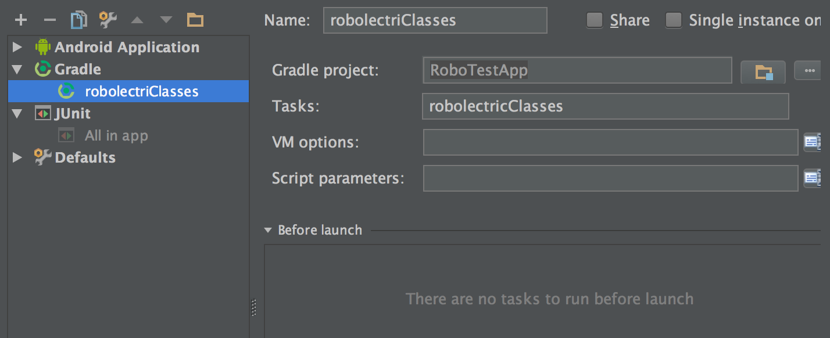 Name: robolectriClasses Share Single instance on
Android Application
Gradle
robolectriClasses
JUnit
All in app
Defaults
Gradle project: RoboTestApp ...
Tasks: robolectricClasses
VM options:
Script parameters:
Before launch
There are no tasks to run before launch